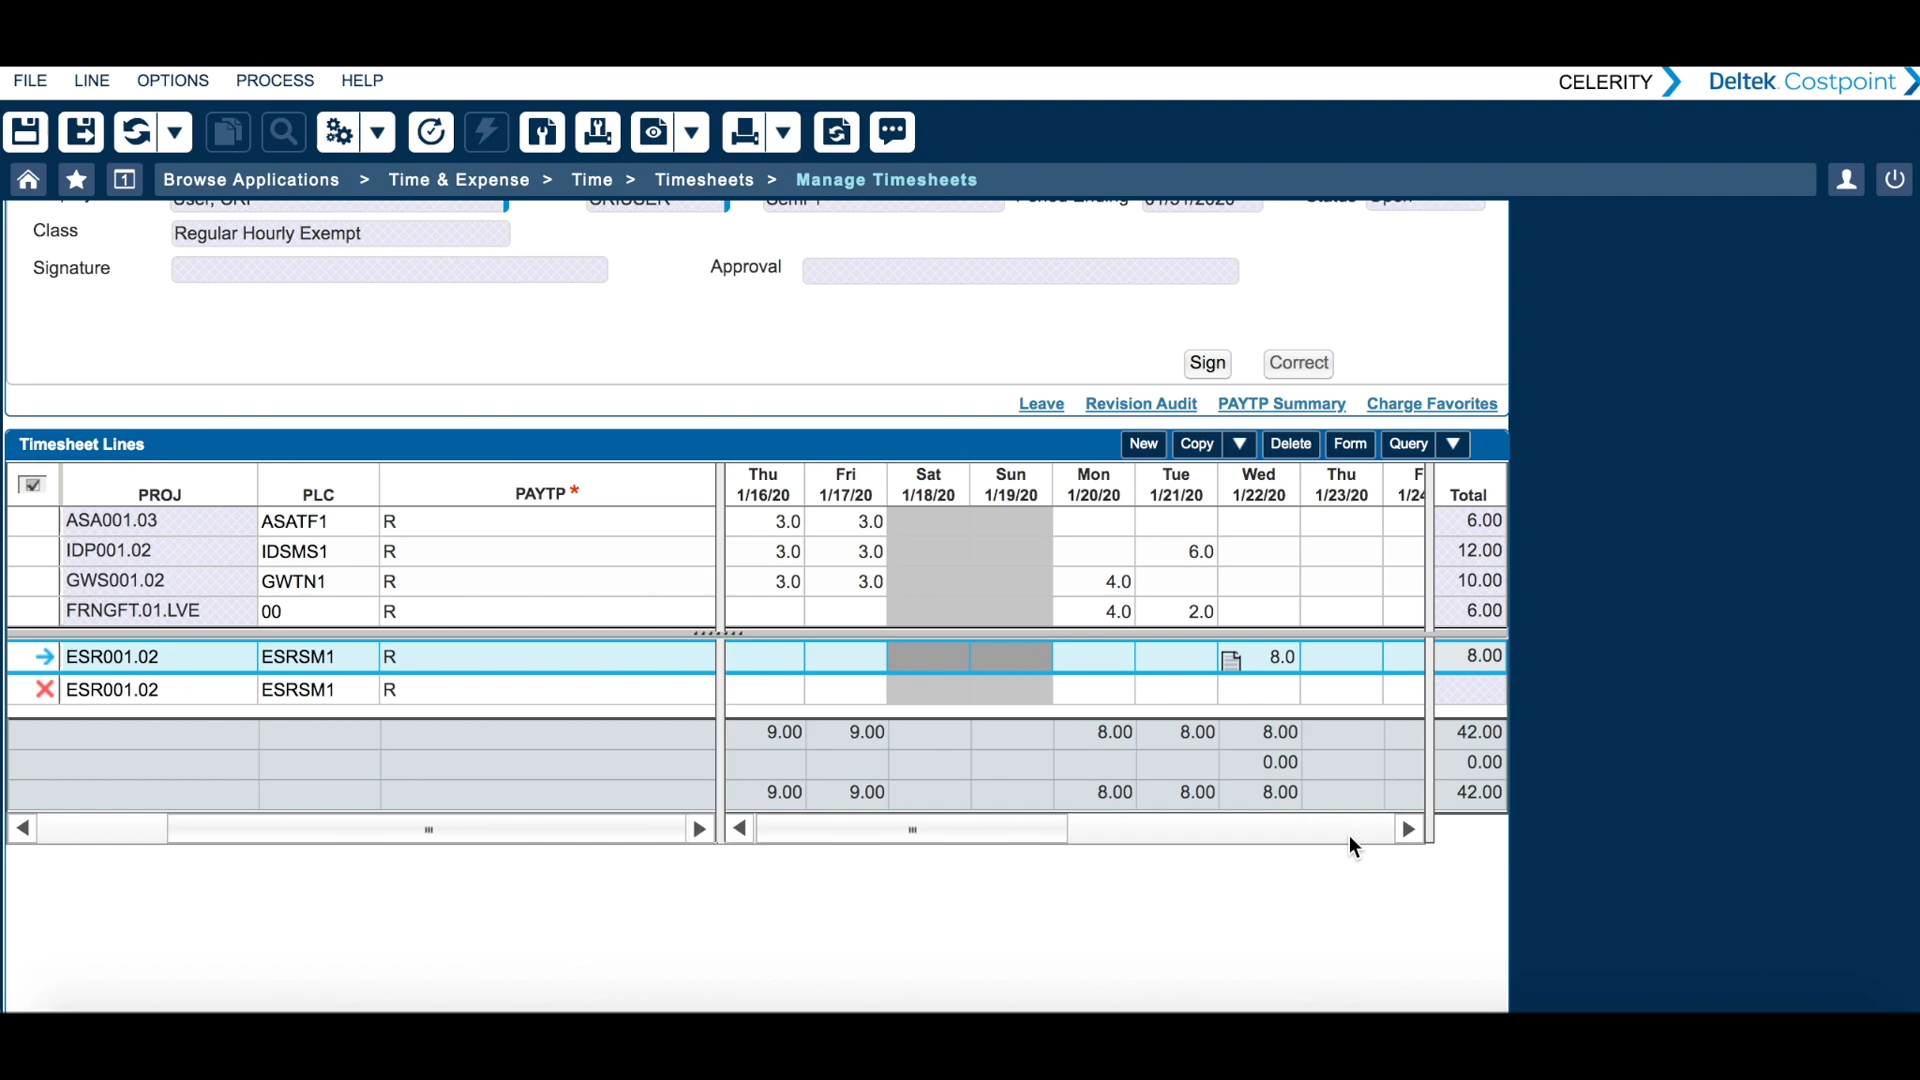 FILE LINE OPTIONS PROCESS HELP CELERITY Deltek Costpoint
1 Browse Applications > Time & Expense > Time > Timesheets > Manage Timesheets
Class Regular Hourly Exempt
Signature Approval
Sign Correct
Leave Revision Audit PAYTP Summary Charge Favorites
Timesheet Lines New Copy Delete Form Query
Thu Fri Sat Sun Mon Tue Wed Thu F
PROJ PLC PAYTP * 1/16/20 1/17/20 1/18/20 1/19/20 1/20/20 1/21/20 1/22/20 1/23/20 1/24 Total
ASA001.03 ASATF1 R 3.0 3.0 6.00
IDP001.02 IDSMS1 R 3.0 3.0 6.0 12.00
GWS001.02 GWTN1 R 3.0 3.0 4.0 10.00
FRNGFT.01.LVE 00 R 4.0 2.0 6.00
ESR001.02 ESRSM1 R 8.0 8.00
ESR001.02 ESRSM1 R
9.00 9.00 8.00 8.00 8.00 42.00
0.00 0.00
9.00 9.00 8.00 8.00 8.00 42.00